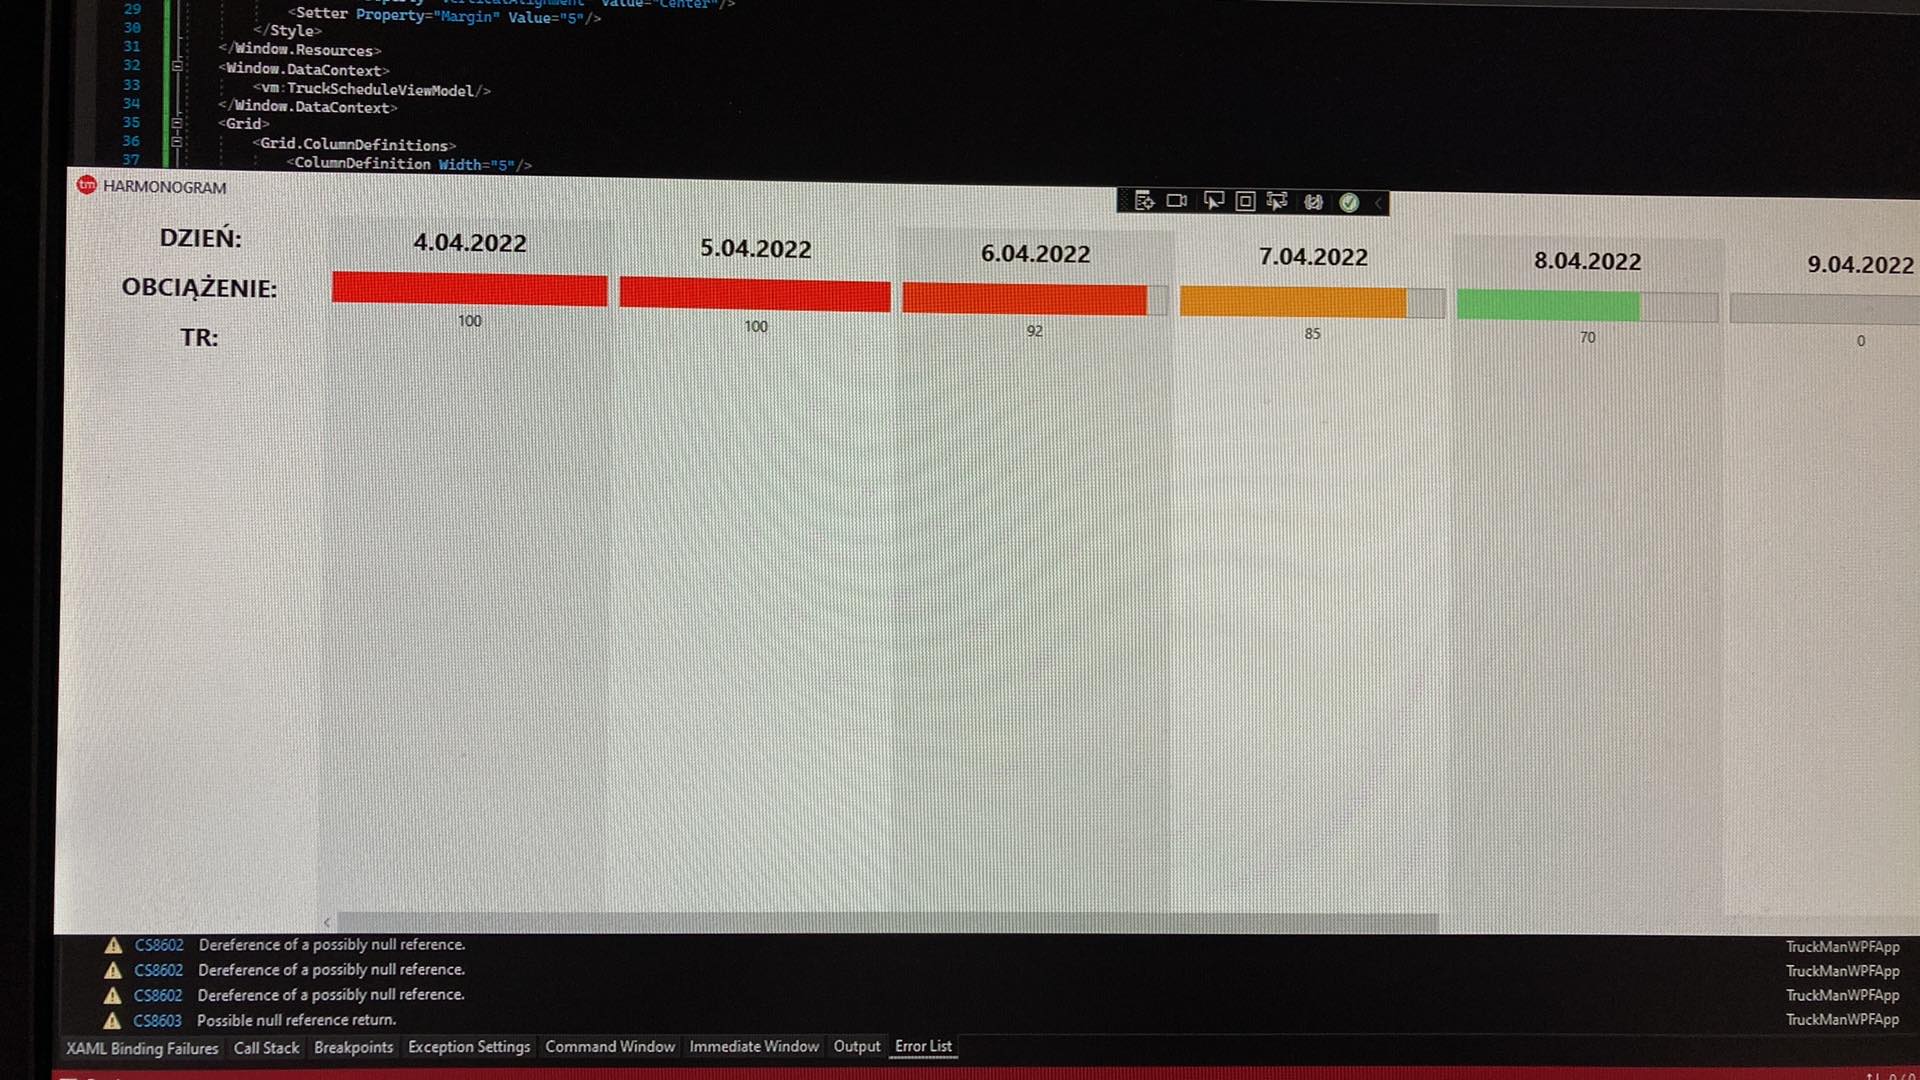 29 VerticalAlignment" Value="Center"/>
<Setter Property="Margin" Value="5"/>
30 </Style>
31 </Window.Resources>
32 <Window.DataContext>
33 <vm:TruckScheduleViewModel/>
34 </Window.DataContext>
35 <Grid>
36 <Grid.ColumnDefinitions>
37 <ColumnDefinition Width="5"/>
tm HARMONOGRAM
DZIEŃ: 4.04.2022 5.04.2022 6.04.2022 7.04.2022 8.04.2022 9.04.2022
OBCIĄŻENIE:
100 100 92 85 70 0
TR:
CS8602 Dereference of a possibly null reference. TruckManWPFApp
CS8602 Dereference of a possibly null reference. TruckManWPFApp
CS8602 Dereference of a possibly null reference. TruckManWPFApp
CS8603 Possible null reference return. TruckManWPFApp
XAML Binding Failures Call Stack Breakpoints Exception Settings Command Window Immediate Window Output Error List